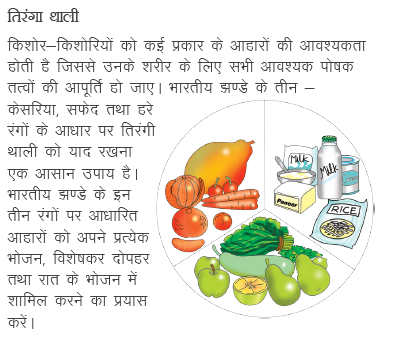 तिरंगा थाली
किशोर–किशोरियों को कई प्रकार के आहारों की आवश्यकता
होती है जिससे उनके शरीर के लिए सभी आवश्यक पोषक
तत्वों की आपूर्ति हो जाए। भारतीय झण्डे के तीन –
केसरिया, सफेद तथा हरे
रंगों के आधार पर तिरंगी
थाली को याद रखना
एक आसान उपाय है।
भारतीय झण्डे के इन
तीन रंगों पर आधारित
आहारों को अपने प्रत्येक
भोजन, विशेषकर दोपहर
तथा रात के भोजन में
शामिल करने का प्रयास
करें।
Milk
Milk
Paneer
RICE